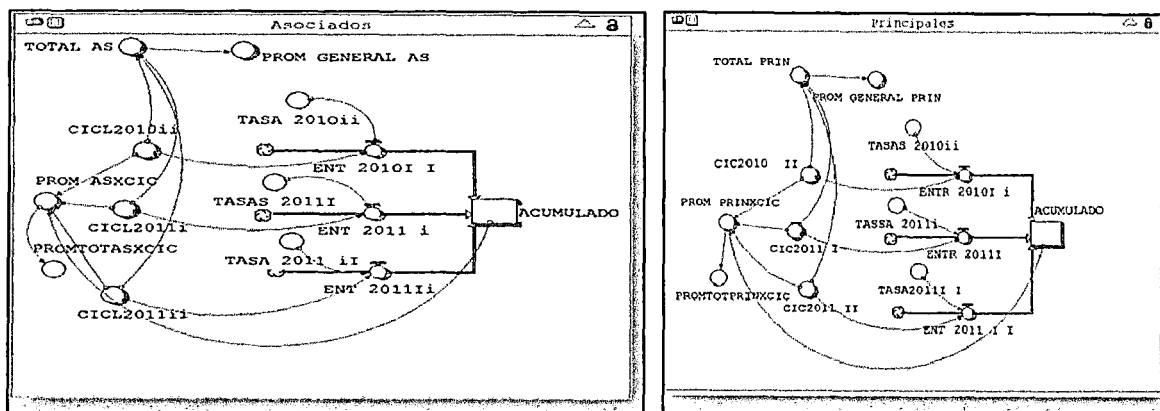 Asociados
a
TOTAL AS
PROM GENERAL AS
TASA 2010ii
CICL2010ii
ENT 2010I I
PROM ASXCIC
TASAS 2011I
CICL2011i
ENT 2011 i
ACUMULADO
PROMTOTASXCIC
TASA 2011 iI
ENT 2011Ii
CICL2011ii
Principales
a
TOTAL PRIN
PROM GENERAL PRIN
TASAS 2010ii
CIC2010 II
ENTR 2010I i
PROM PRINXCIC
TASSA 2011i
ACUMULADO
CIC2011 I
ENTR 2011I
PROMTOTPRINXCIC
TASA2011I I
CIC2011 II
ENT 2011 I I